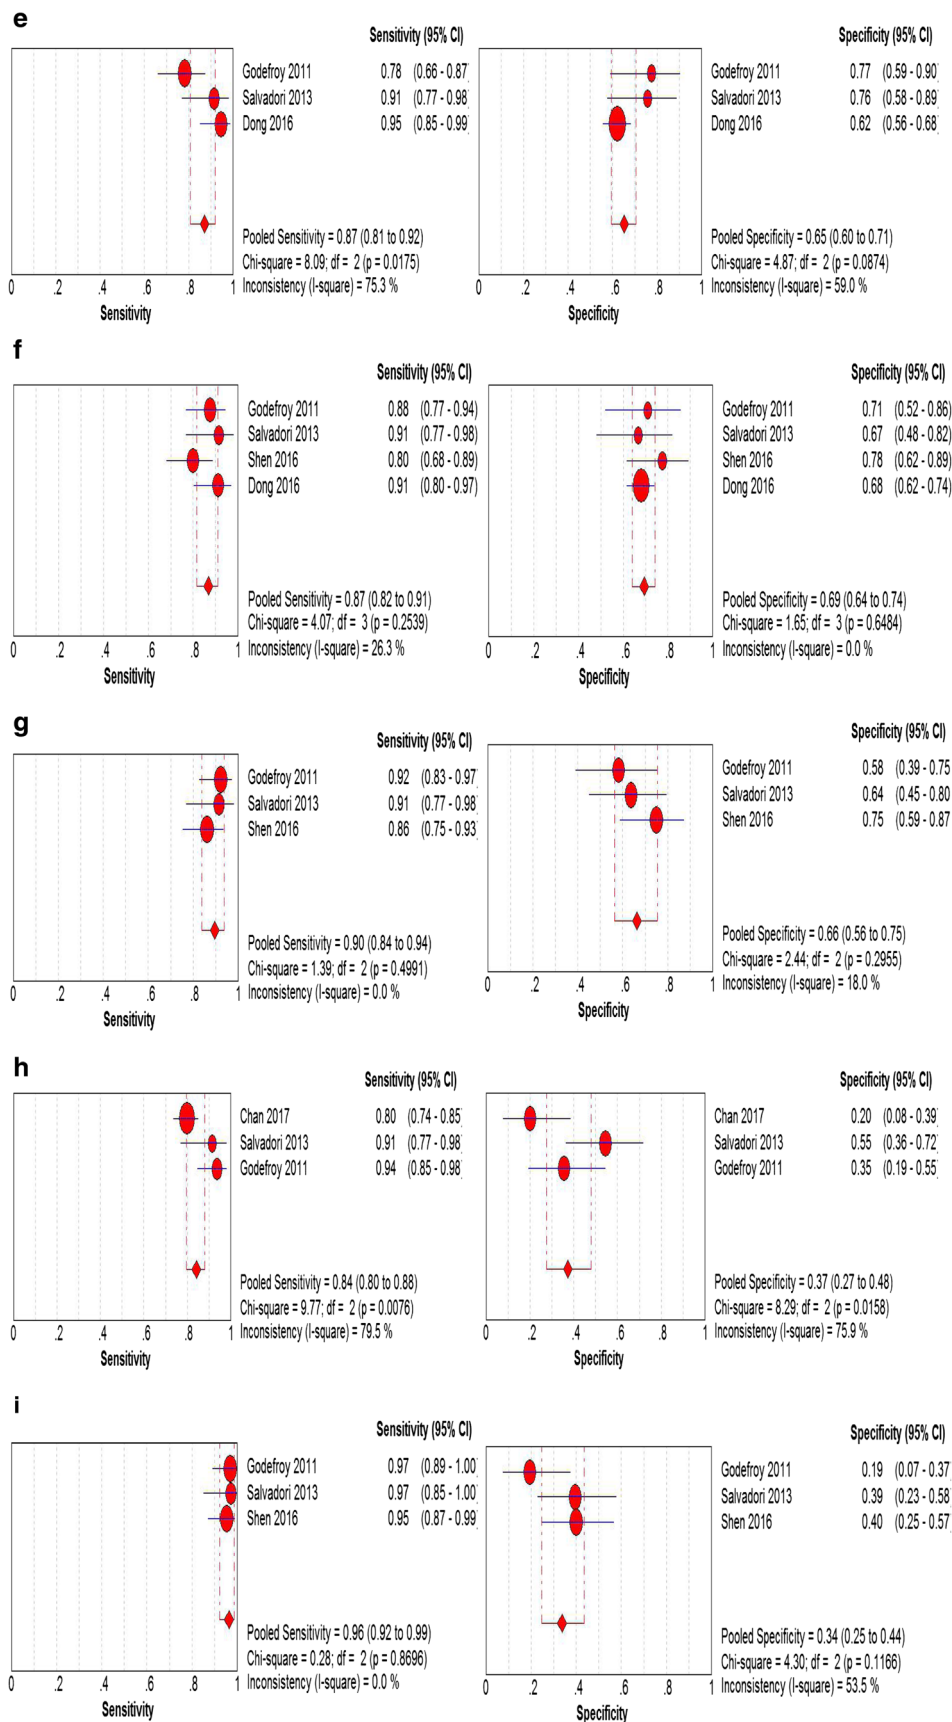 e
Sensitivity (95% CI)
Godefroy 2011 0.78 (0.66 - 0.87
Salvadori 2013 0.91 (0.77 - 0.98
Dong 2016 0.95 (0.85 - 0.99
Pooled Sensitivity = 0.87 (0.81 to 0.92)
Chi-square = 8.09; df = 2 (p = 0.0175)
Inconsistency (I-square) = 75.3 %
0 .2 .4 .6 .8 1
Sensitivity
Specificity (95% CI)
Godefroy 2011 0.77 (0.59 - 0.90
Salvadori 2013 0.76 (0.58 - 0.89
Dong 2016 0.62 (0.56 - 0.68
Pooled Specificity = 0.65 (0.60 to 0.71)
Chi-square = 4.87; df = 2 (p = 0.0874)
Inconsistency (I-square) = 59.0 %
0 .2 .4 .6 .8 1
Specificity
f
Sensitivity (95% CI)
Godefroy 2011 0.88 (0.77 - 0.94)
Salvadori 2013 0.91 (0.77 - 0.98)
Shen 2016 0.80 (0.68 - 0.89)
Dong 2016 0.91 (0.80 - 0.97)
Pooled Sensitivity = 0.87 (0.82 to 0.91)
Chi-square = 4.07; df = 3 (p = 0.2539)
Inconsistency (I-square) = 26.3 %
0 .2 .4 .6 .8 1
Sensitivity
Specificity (95% CI)
Godefroy 2011 0.71 (0.52 - 0.86)
Salvadori 2013 0.67 (0.48 - 0.82)
Shen 2016 0.78 (0.62 - 0.89)
Dong 2016 0.68 (0.62 - 0.74)
Pooled Specificity = 0.69 (0.64 to 0.74)
Chi-square = 1.65; df = 3 (p = 0.6484)
Inconsistency (I-square) = 0.0 %
0 .2 .4 .6 .8 1
Specificity
g
Sensitivity (95% CI)
Godefroy 2011 0.92 (0.83 - 0.97
Salvadori 2013 0.91 (0.77 - 0.98
Shen 2016 0.86 (0.75 - 0.93
Pooled Sensitivity = 0.90 (0.84 to 0.94)
Chi-square = 1.39; df = 2 (p = 0.4991)
Inconsistency (I-square) = 0.0 %
0 .2 .4 .6 .8 1
Sensitivity
Specificity (95% CI)
Godefroy 2011 0.58 (0.39 - 0.75
Salvadori 2013 0.64 (0.45 - 0.80
Shen 2016 0.75 (0.59 - 0.87
Pooled Specificity = 0.66 (0.56 to 0.75)
Chi-square = 2.44; df = 2 (p = 0.2955)
Inconsistency (I-square) = 18.0 %
0 .2 .4 .6 .8 1
Specificity
h
Sensitivity (95% CI)
Chan 2017 0.80 (0.74 - 0.85
Salvadori 2013 0.91 (0.77 - 0.98
Godefroy 2011 0.94 (0.85 - 0.98
Pooled Sensitivity = 0.84 (0.80 to 0.88)
Chi-square = 9.77; df = 2 (p = 0.0076)
Inconsistency (I-square) = 79.5 %
0 .2 .4 .6 .8 1
Sensitivity
Specificity (95% CI)
Chan 2017 0.20 (0.08 - 0.39
Salvadori 2013 0.55 (0.36 - 0.72
Godefroy 2011 0.35 (0.19 - 0.55
Pooled Specificity = 0.37 (0.27 to 0.48)
Chi-square = 8.29; df = 2 (p = 0.0158)
Inconsistency (I-square) = 75.9 %
0 .2 .4 .6 .8 1
Specificity
i
Sensitivity (95% CI)
Godefroy 2011 0.97 (0.89 - 1.00
Salvadori 2013 0.97 (0.85 - 1.00
Shen 2016 0.95 (0.87 - 0.99
Pooled Sensitivity = 0.96 (0.92 to 0.99)
Chi-square = 0.28; df = 2 (p = 0.8696)
Inconsistency (I-square) = 0.0 %
0 .2 .4 .6 .8 1
Sensitivity
Specificity (95% CI)
Godefroy 2011 0.19 (0.07 - 0.37
Salvadori 2013 0.39 (0.23 - 0.58
Shen 2016 0.40 (0.25 - 0.57
Pooled Specificity = 0.34 (0.25 to 0.44)
Chi-square = 4.30; df = 2 (p = 0.1166)
Inconsistency (I-square) = 53.5 %
0 .2 .4 .6 .8 1
Specificity